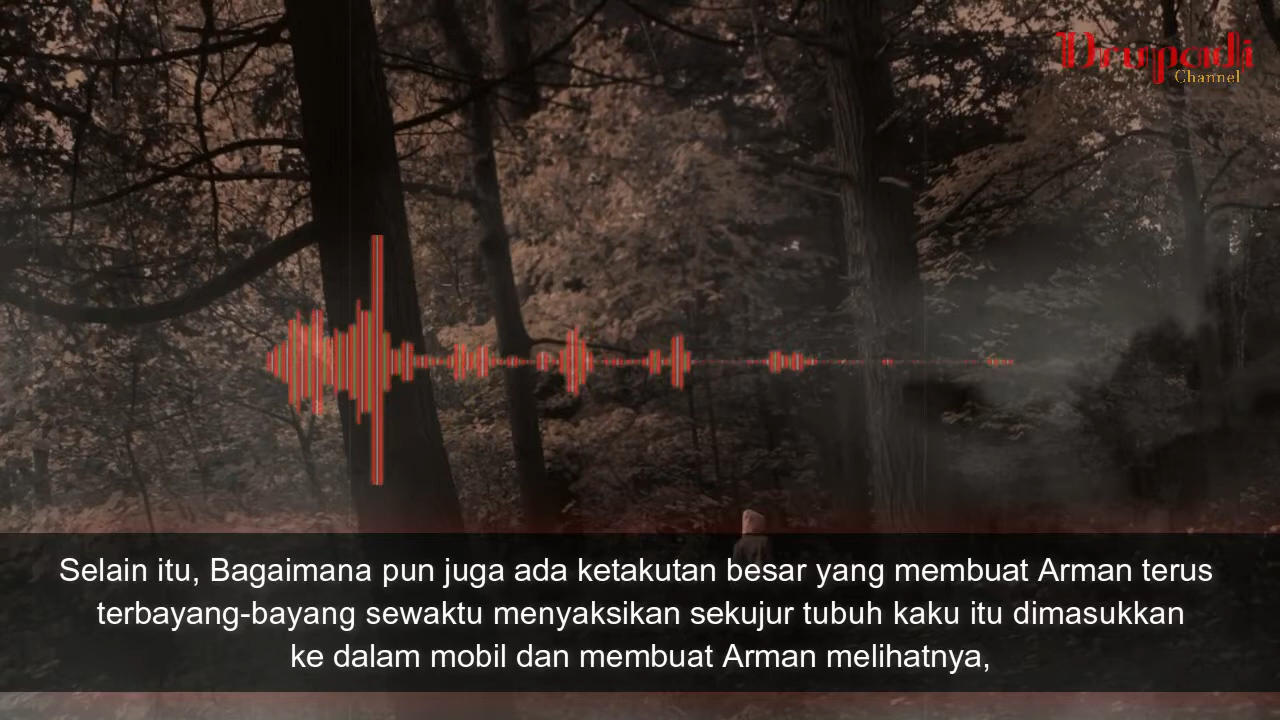 Drupadi
Channel
Selain itu, Bagaimana pun juga ada ketakutan besar yang membuat Arman terus
terbayang-bayang sewaktu menyaksikan sekujur tubuh kaku itu dimasukkan
ke dalam mobil dan membuat Arman melihatnya,